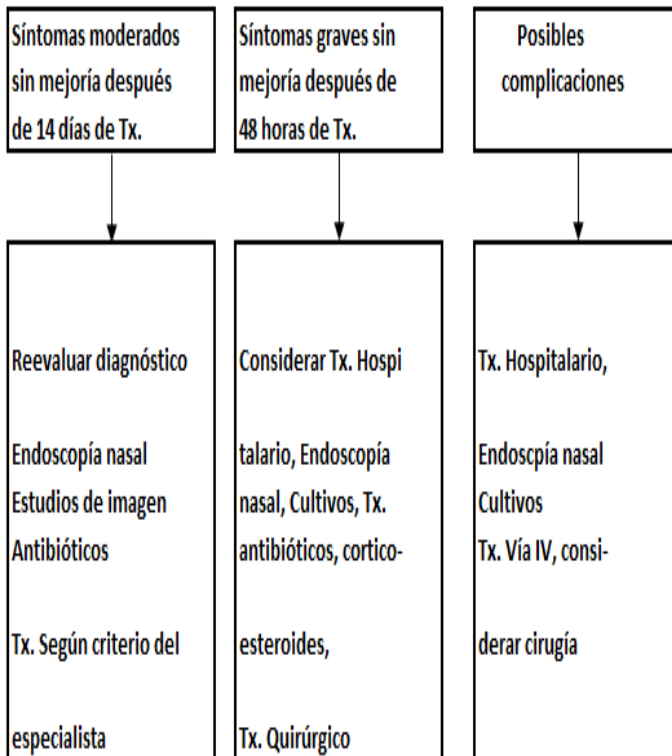 Síntomas moderados
sin mejoría después
de 14 días de Tx.
Síntomas graves sin
mejoría después de
48 horas de Tx.
Posibles
complicaciones
Reevaluar diagnóstico
Endoscopía nasal
Estudios de imagen
Antibióticos
Tx. Según criterio del
especialista
Considerar Tx. Hospi
talario, Endoscopía
nasal, Cultivos, Tx.
antibióticos, cortico-
esteroides,
Tx. Quirúrgico
Tx. Hospitalario,
Endoscpía nasal
Cultivos
Tx. Vía IV, consi-
derar cirugía